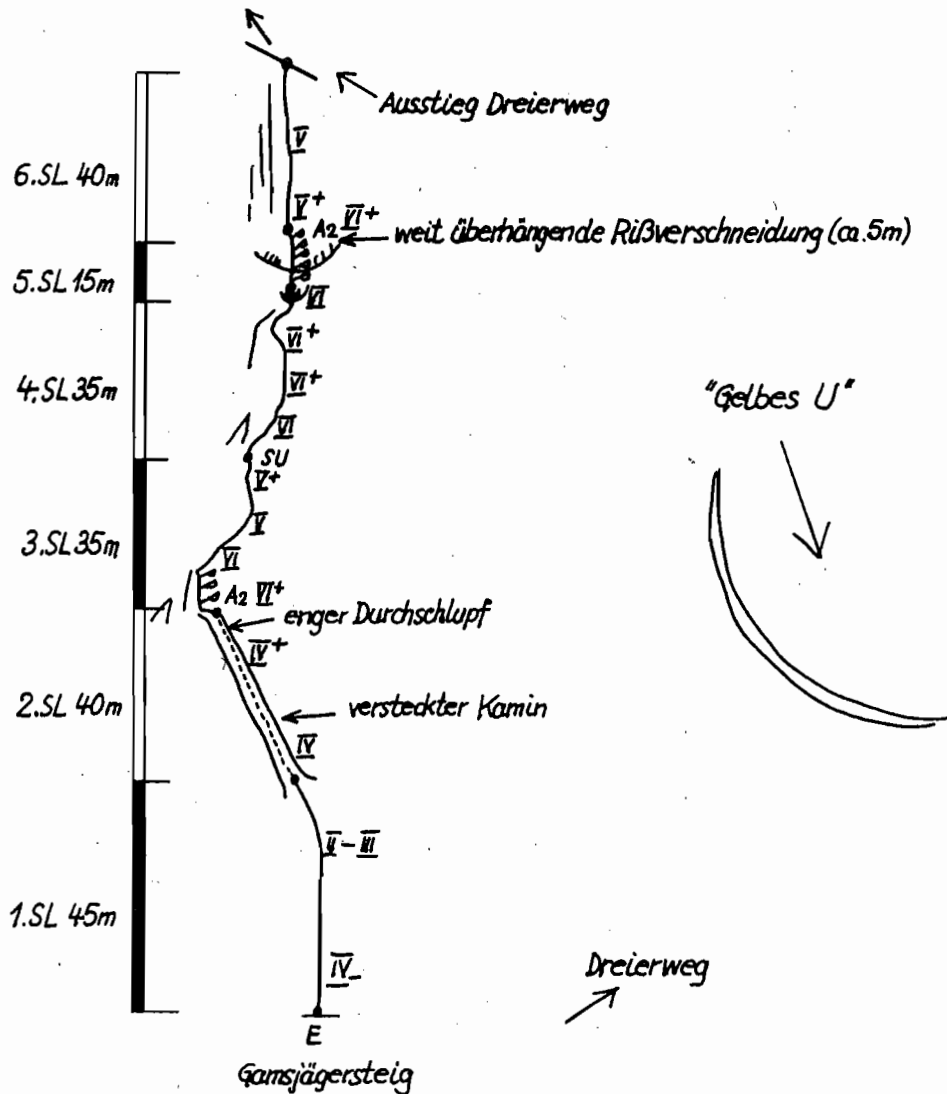 Ausstieg Dreierweg
6.SL 40m
V
V+
A2 VI+
weit überhängende Rißverschneidung (ca.5m)
5.SL 15m
VI
VI+
4.SL 35m
VI+
"Gelbes U"
VI
SU
V+
V
3.SL 35m
VI
A2 VI+
enger Durchschlupf
IV+
2.SL 40m
versteckter Kamin
IV
II-III
1.SL 45m
IV-
Dreierweg
E
Gamsjägersteig